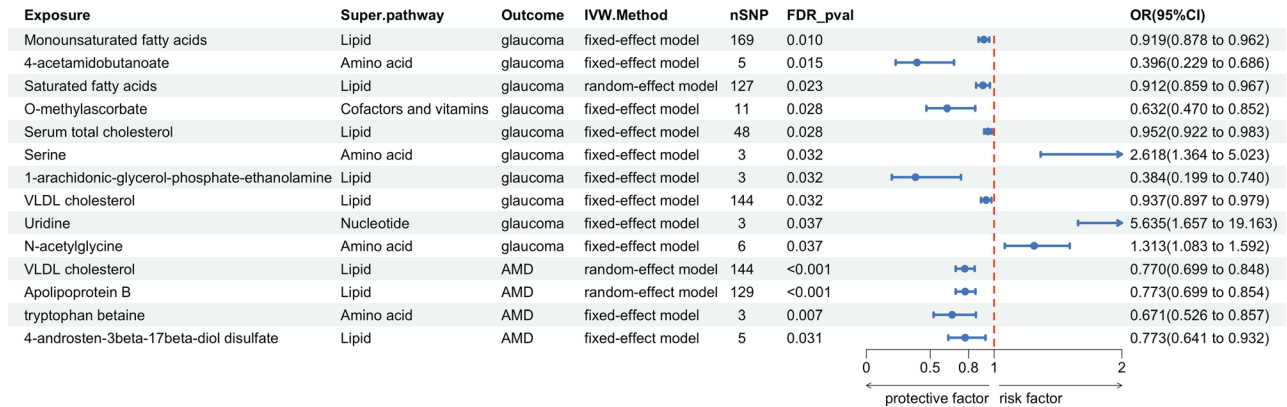 Exposure Super.pathway Outcome IVW.Method nSNP FDR_pval OR(95%CI)
Monounsaturated fatty acids Lipid glaucoma fixed-effect model 169 0.010 0.919(0.878 to 0.962)
4-acetamidobutanoate Amino acid glaucoma fixed-effect model 5 0.015 0.396(0.229 to 0.686)
Saturated fatty acids Lipid glaucoma random-effect model 127 0.023 0.912(0.859 to 0.967)
O-methylascorbate Cofactors and vitamins glaucoma fixed-effect model 11 0.028 0.632(0.470 to 0.852)
Serum total cholesterol Lipid glaucoma fixed-effect model 48 0.028 0.952(0.922 to 0.983)
Serine Amino acid glaucoma fixed-effect model 3 0.032 2.618(1.364 to 5.023)
1-arachidonic-glycerol-phosphate-ethanolamine Lipid glaucoma fixed-effect model 3 0.032 0.384(0.199 to 0.740)
VLDL cholesterol Lipid glaucoma fixed-effect model 144 0.032 0.937(0.897 to 0.979)
Uridine Nucleotide glaucoma fixed-effect model 3 0.037 5.635(1.657 to 19.163)
N-acetylglycine Amino acid glaucoma fixed-effect model 6 0.037 1.313(1.083 to 1.592)
VLDL cholesterol Lipid AMD random-effect model 144 <0.001 0.770(0.699 to 0.848)
Apolipoprotein B Lipid AMD random-effect model 129 <0.001 0.773(0.699 to 0.854)
tryptophan betaine Amino acid AMD fixed-effect model 3 0.007 0.671(0.526 to 0.857)
4-androsten-3beta-17beta-diol disulfate Lipid AMD fixed-effect model 5 0.031 0.773(0.641 to 0.932)
0 0.5 0.8 1 2
protective factor risk factor